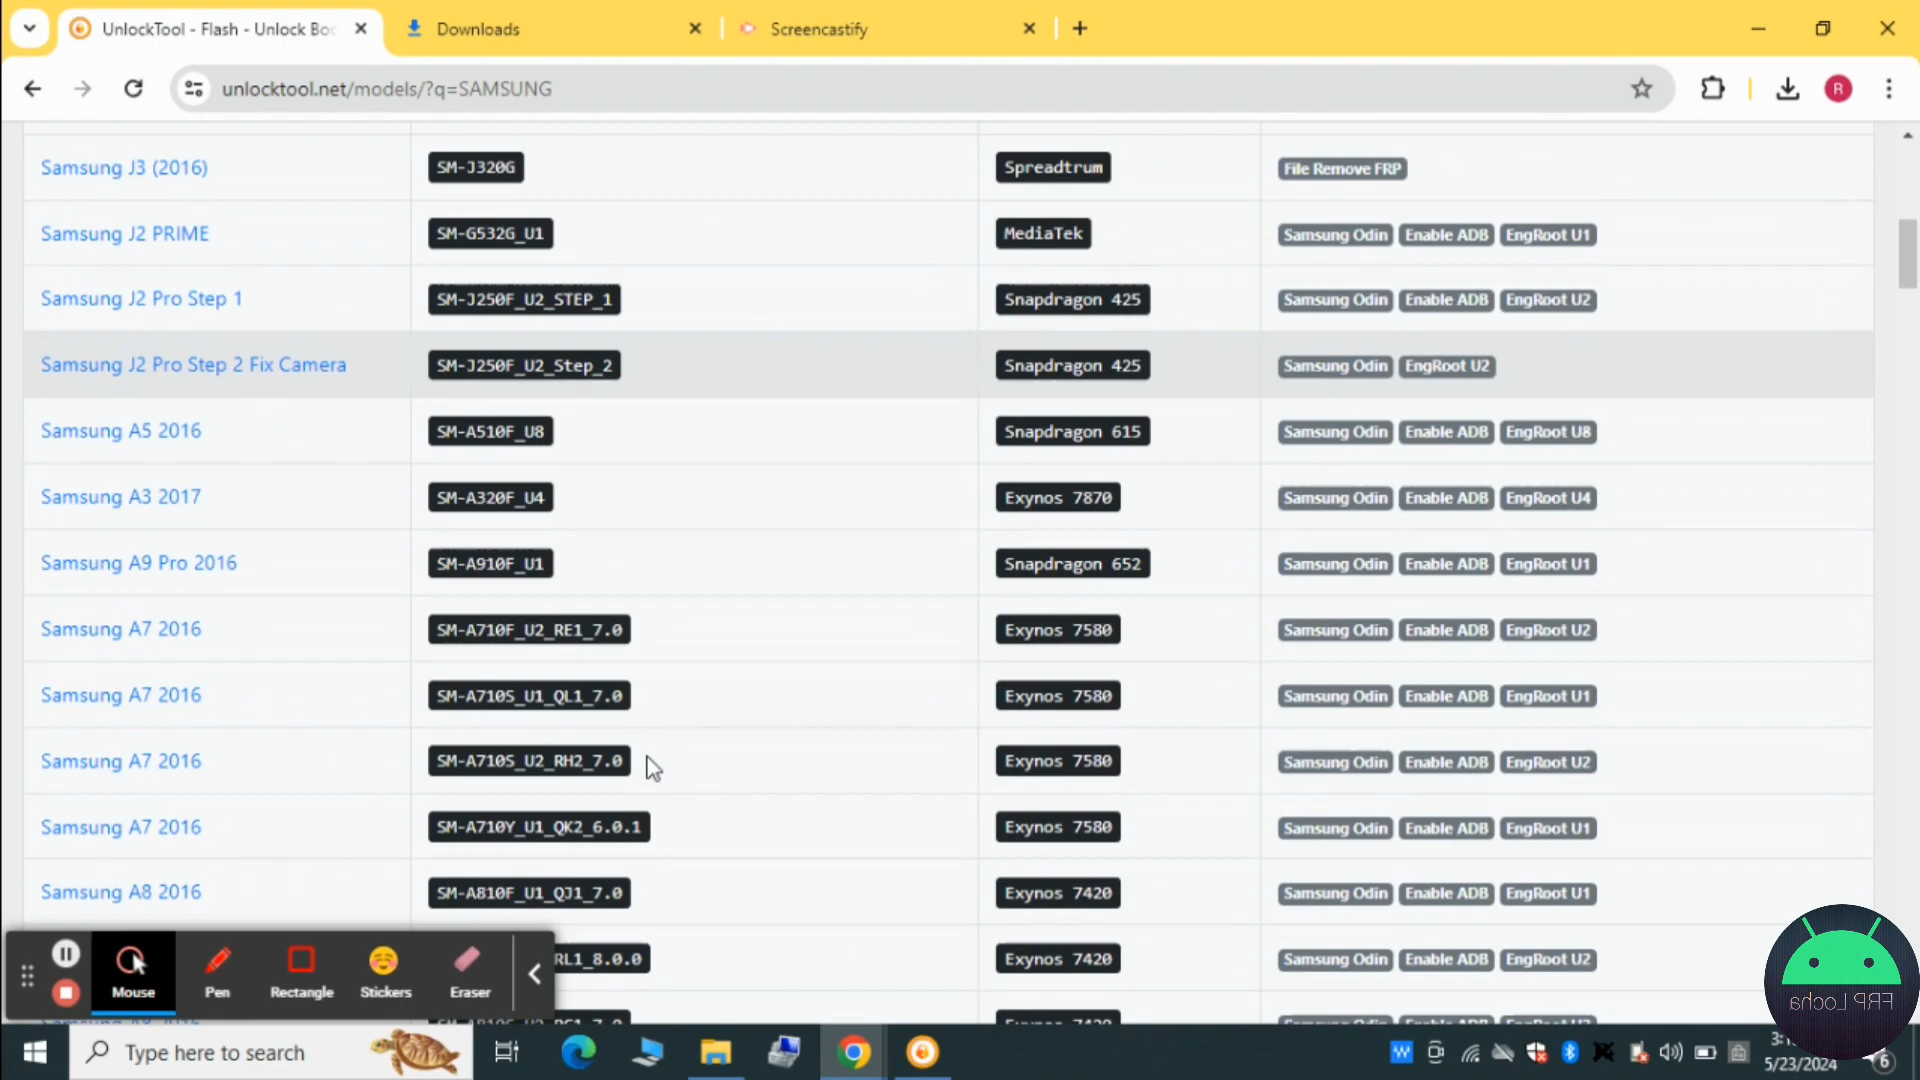 UnlockTool - Flash - Unlock Boo
Downloads
Screencastify
unlocktool.net/models/?q=SAMSUNG
R
Samsung J3 (2016) SM-J320G Spreadtrum File Remove FRP
Samsung J2 PRIME SM-G532G_U1 MediaTek Samsung Odin Enable ADB EngRoot U1
Samsung J2 Pro Step 1 SM-J250F_U2_STEP_1 Snapdragon 425 Samsung Odin Enable ADB EngRoot U2
Samsung J2 Pro Step 2 Fix Camera SM-J250F_U2_Step_2 Snapdragon 425 Samsung Odin EngRoot U2
Samsung A5 2016 SM-A510F_U8 Snapdragon 615 Samsung Odin Enable ADB EngRoot U8
Samsung A3 2017 SM-A320F_U4 Exynos 7870 Samsung Odin Enable ADB EngRoot U4
Samsung A9 Pro 2016 SM-A910F_U1 Snapdragon 652 Samsung Odin Enable ADB EngRoot U1
Samsung A7 2016 SM-A710F_U2_RE1_7.0 Exynos 7580 Samsung Odin Enable ADB EngRoot U2
Samsung A7 2016 SM-A710S_U1_QL1_7.0 Exynos 7580 Samsung Odin Enable ADB EngRoot U1
Samsung A7 2016 SM-A710S_U2_RH2_7.0 Exynos 7580 Samsung Odin Enable ADB EngRoot U2
Samsung A7 2016 SM-A710Y_U1_QK2_6.0.1 Exynos 7580 Samsung Odin Enable ADB EngRoot U1
Samsung A8 2016 SM-A810F_U1_QJ1_7.0 Exynos 7420 Samsung Odin Enable ADB EngRoot U1
RL1_8.0.0 Exynos 7420 Samsung Odin Enable ADB EngRoot U2
Mouse Pen Rectangle Stickers Eraser
FRP Locha
Type here to search
W
5/23/2024
6